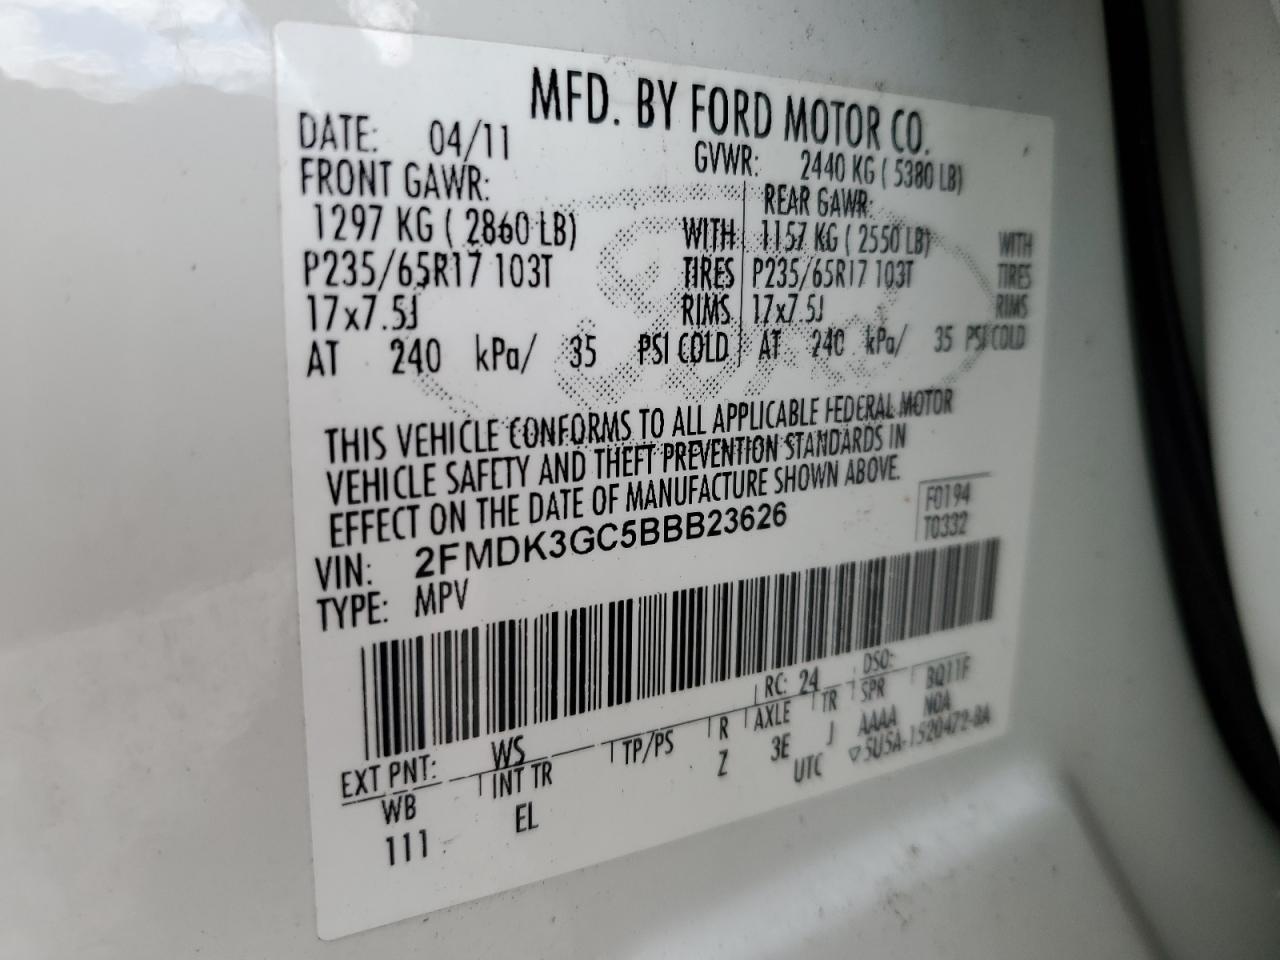 MFD. BY FORD MOTOR CO.
DATE: 04/11 GVWR: 2440 KG ( 5380 LB)
FRONT GAWR: REAR GAWR:
1297 KG ( 2860 LB) WITH 1157 KG ( 2550 LB) WITH
P235/65R17 103T TIRES P235/65R17 103T TIRES
17x7.5J RIMS 17x7.5J RIMS
AT 240 kPa/ 35 PSI COLD AT 240 kPa/ 35 PSI COLD
THIS VEHICLE CONFORMS TO ALL APPLICABLE FEDERAL MOTOR
VEHICLE SAFETY AND THEFT PREVENTION STANDARDS IN
EFFECT ON THE DATE OF MANUFACTURE SHOWN ABOVE.
F0194
T0332
VIN: 2FMDK3GC5BBB23626
TYPE: MPV
EXT PNT: WS RC: 24 DSO: BQ11F
WB INT TR TP/PS R AXLE TR SPR NOA
111 EL Z 3E J AAAA
UTC ▽5U5A-1520472-BA